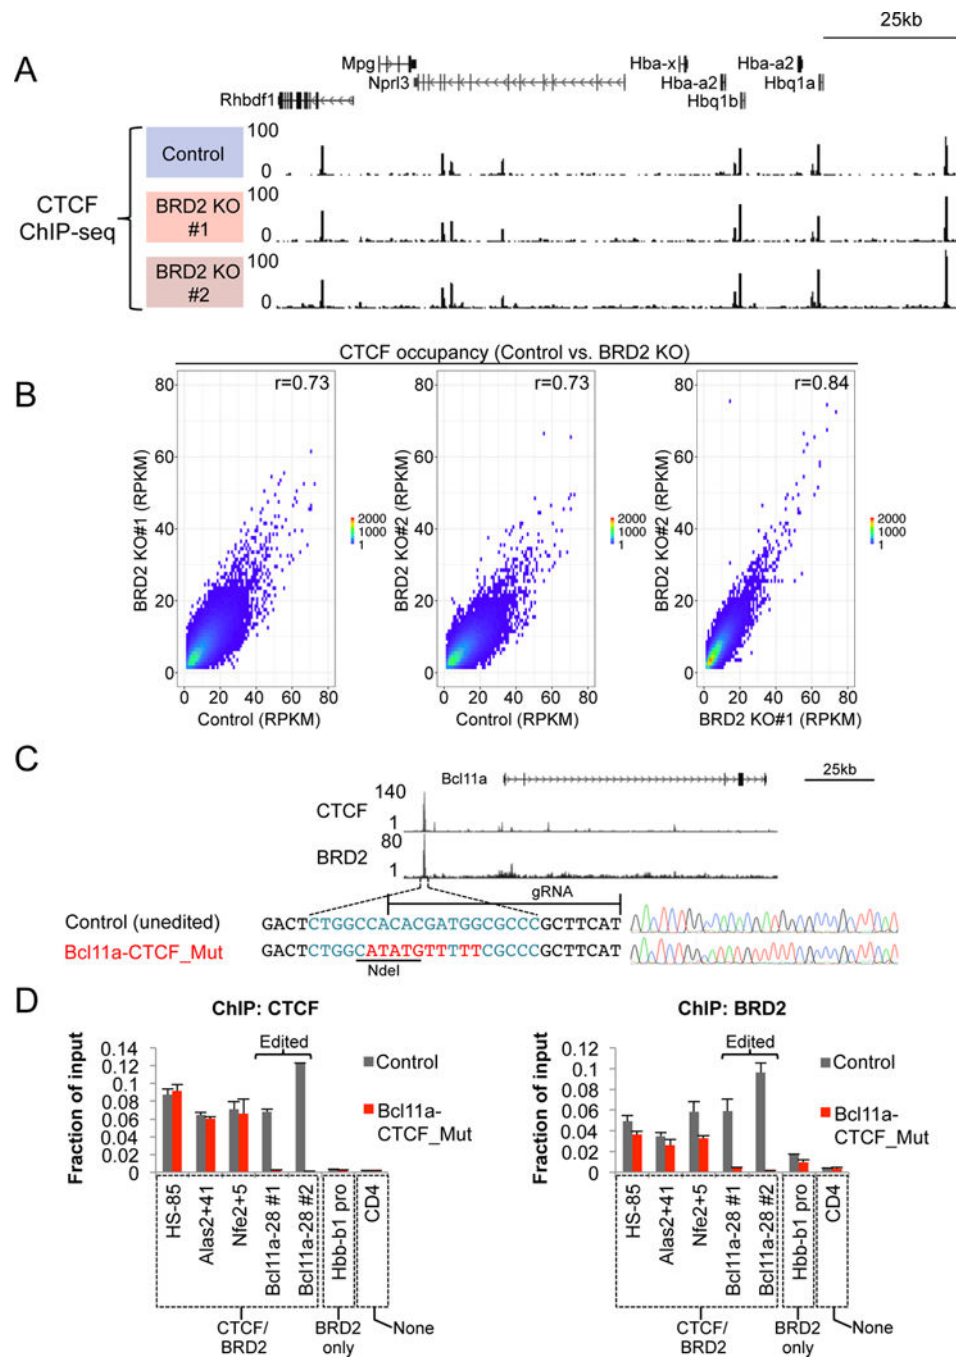 25kb
A
Mpg
Nprl3
Rhbdf1
Hba-x
Hba-a2
Hbq1b
Hba-a2
Hbq1a
CTCF
ChIP-seq
Control
100
0
BRD2 KO
#1
100
0
BRD2 KO
#2
100
0
CTCF occupancy (Control vs. BRD2 KO)
B
r=0.73
BRD2 KO#1 (RPKM)
80
60
40
20
0
0 20 40 60 80
Control (RPKM)
2000
1000
1
r=0.73
BRD2 KO#2 (RPKM)
80
60
40
20
0
0 20 40 60 80
Control (RPKM)
2000
1000
1
r=0.84
BRD2 KO#2 (RPKM)
80
60
40
20
0
0 20 40 60 80
BRD2 KO#1 (RPKM)
2000
1000
1
C
Bcl11a
25kb
CTCF
140
1
BRD2
80
1
gRNA
Control (unedited) GACTCTGGCCACACGATGGCGCCCGCTTCAT
Bcl11a-CTCF_Mut GACTCTGGCATATGTTTTTCGCCCGCTTCAT
NdeI
D
ChIP: CTCF
Fraction of input
0.14
0.12
0.1
0.08
0.06
0.04
0.02
0
Edited
Control
Bcl11a-
CTCF_Mut
HS-85
Alas2+41
Nfe2+5
Bcl11a-28 #1
Bcl11a-28 #2
Hbb-b1 pro
CD4
CTCF/
BRD2
BRD2
only
None
ChIP: BRD2
Fraction of input
0.12
0.1
0.08
0.06
0.04
0.02
0
Edited
Control
Bcl11a-
CTCF_Mut
HS-85
Alas2+41
Nfe2+5
Bcl11a-28 #1
Bcl11a-28 #2
Hbb-b1 pro
CD4
CTCF/
BRD2
BRD2
only
None